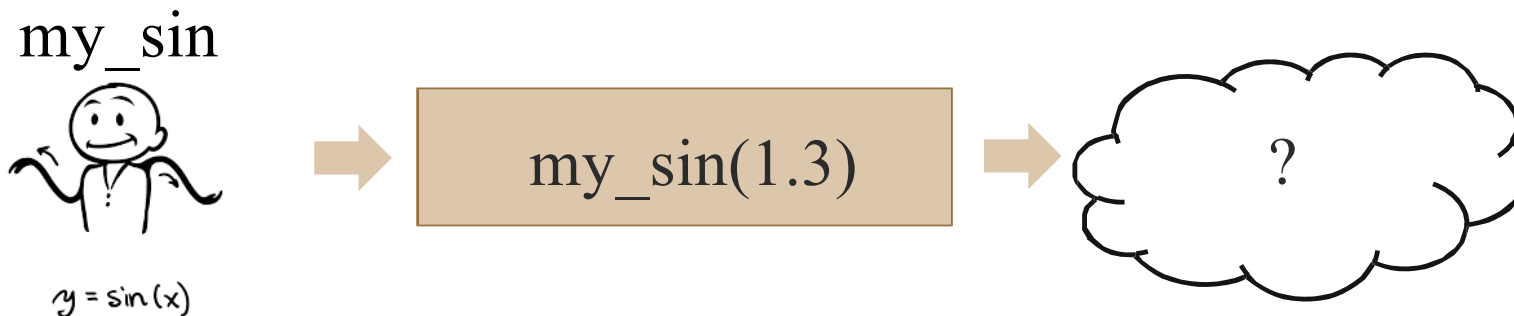 my_sin
y = sin(x)
my_sin(1.3)
?